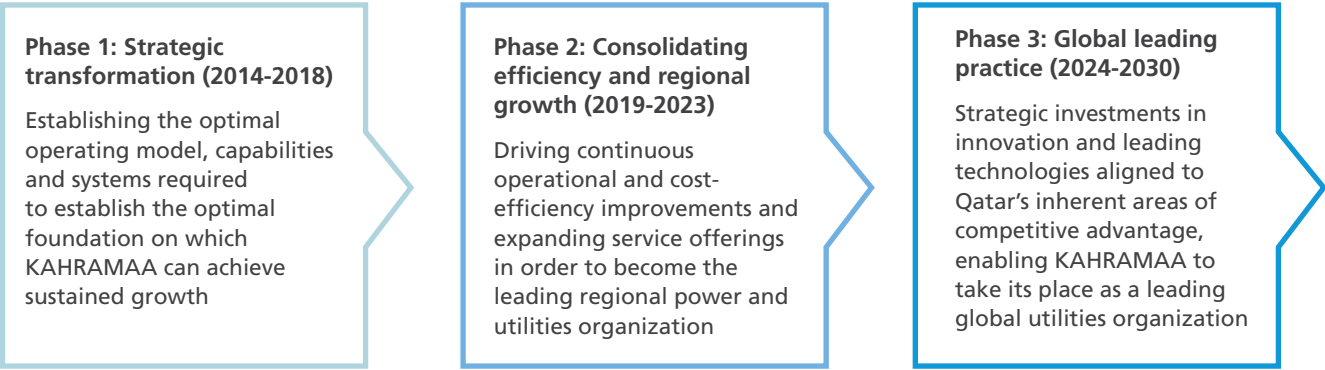 Phase 1: Strategic
transformation (2014-2018)
Establishing the optimal
operating model, capabilities
and systems required
to establish the optimal
foundation on which
KAHRAMAA can achieve
sustained growth
Phase 2: Consolidating
efficiency and regional
growth (2019-2023)
Driving continuous
operational and cost-
efficiency improvements and
expanding service offerings
in order to become the
leading regional power and
utilities organization
Phase 3: Global leading
practice (2024-2030)
Strategic investments in
innovation and leading
technologies aligned to
Qatar’s inherent areas of
competitive advantage,
enabling KAHRAMAA to
take its place as a leading
global utilities organization